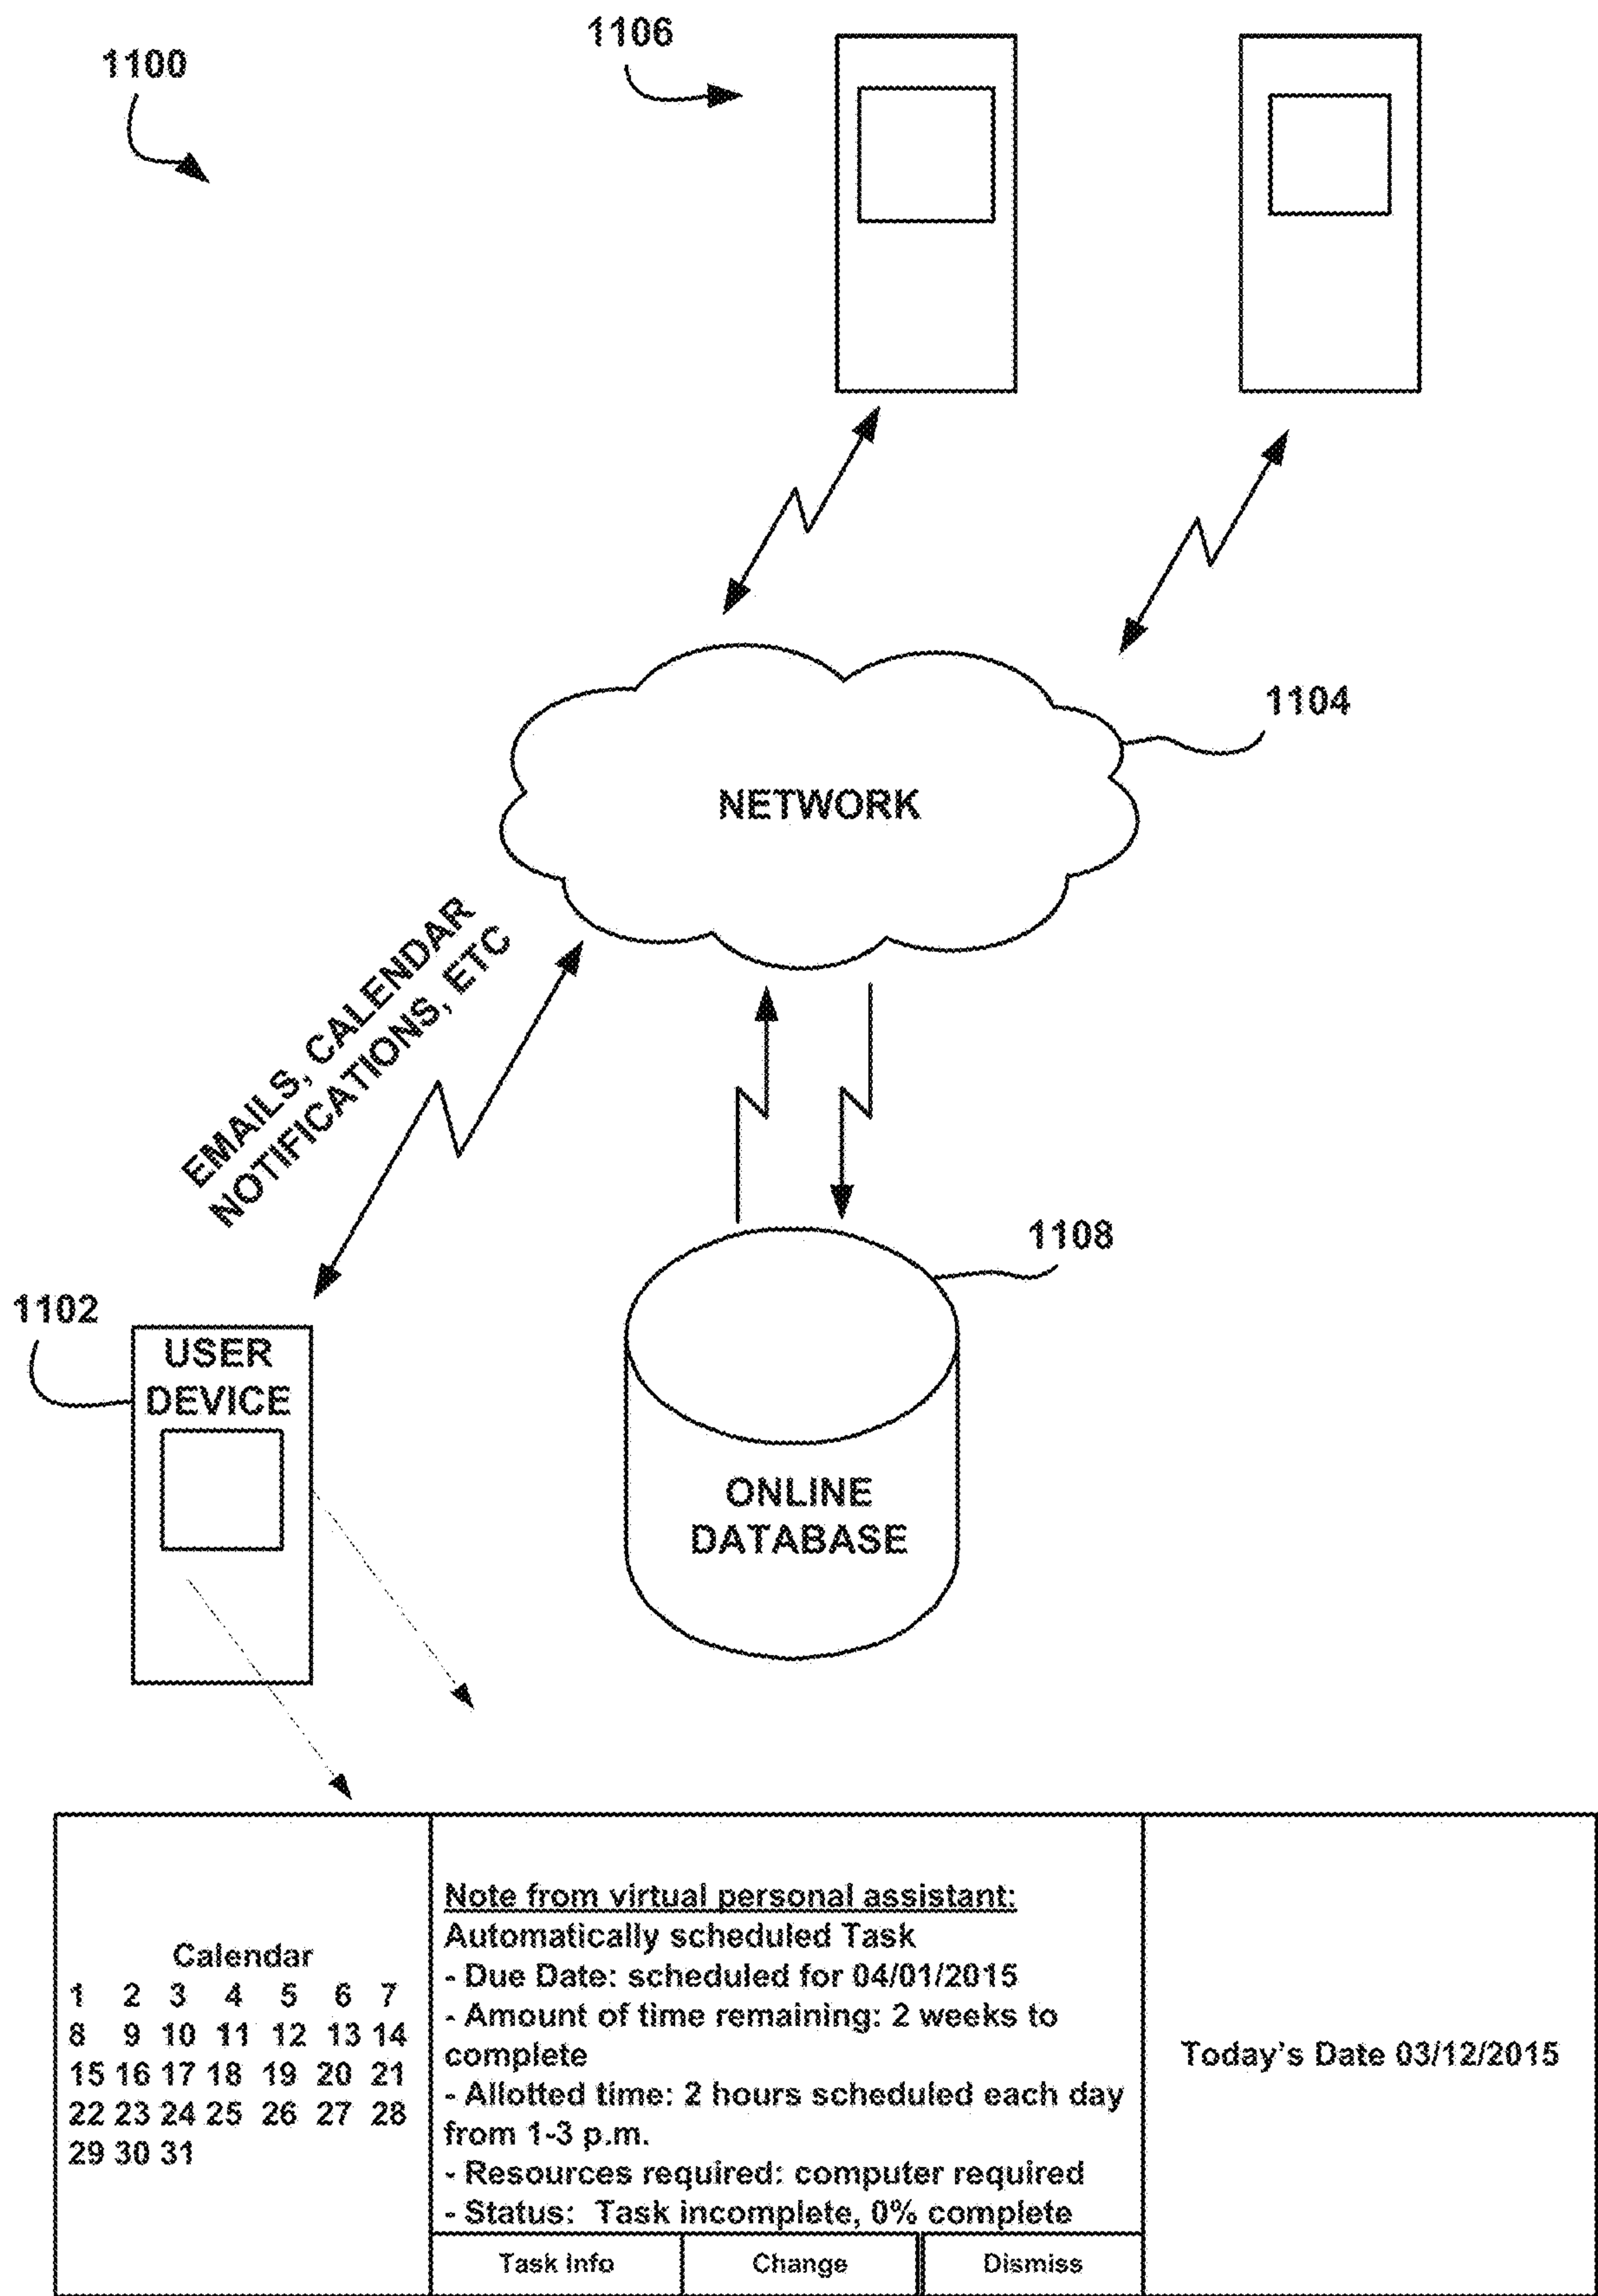 1100
1106
1104
NETWORK
EMAILS, CALENDAR
NOTIFICATIONS, ETC
1108
1102
USER
DEVICE
ONLINE
DATABASE
Calendar
1 2 3 4 5 6 7
8 9 10 11 12 13 14
15 16 17 18 19 20 21
22 23 24 25 26 27 28
29 30 31
Note from virtual personal assistant:
Automatically scheduled Task
- Due Date: scheduled for 04/01/2015
- Amount of time remaining: 2 weeks to
complete
- Allotted time: 2 hours scheduled each day
from 1-3 p.m.
- Resources required: computer required
- Status: Task incomplete, 0% complete
Task Info
Change
Dismiss
Today's Date 03/12/2015